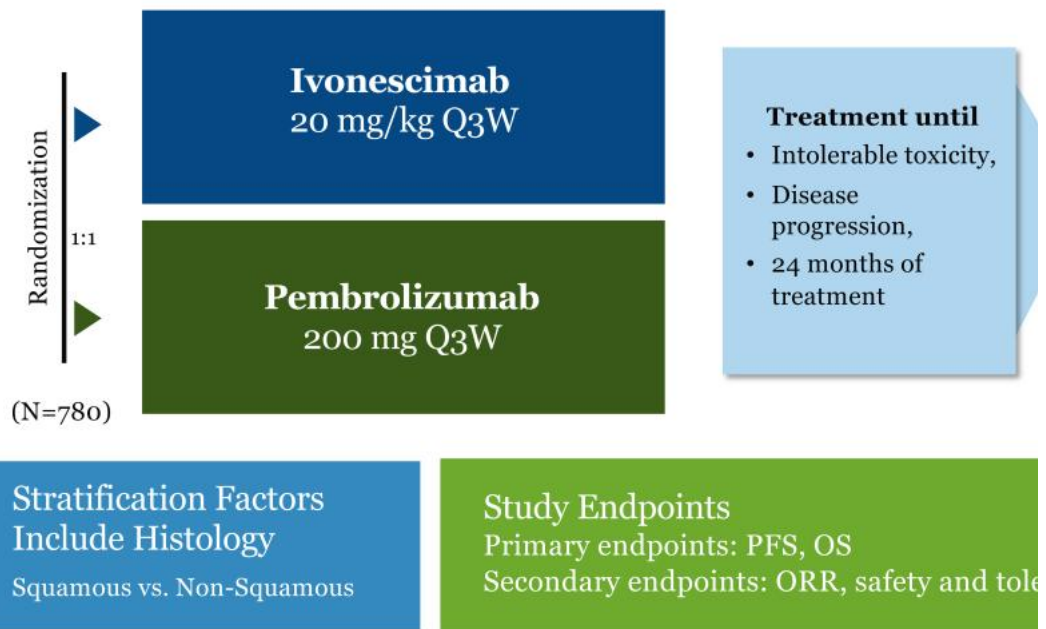 Randomization
1:1
(N=780)
Ivonescimab
20 mg/kg Q3W
Pembrolizumab
200 mg Q3W
Treatment until
• Intolerable toxicity,
• Disease
progression,
• 24 months of
treatment
Stratification Factors
Include Histology
Squamous vs. Non-Squamous
Study Endpoints
Primary endpoints: PFS, OS
Secondary endpoints: ORR, safety and